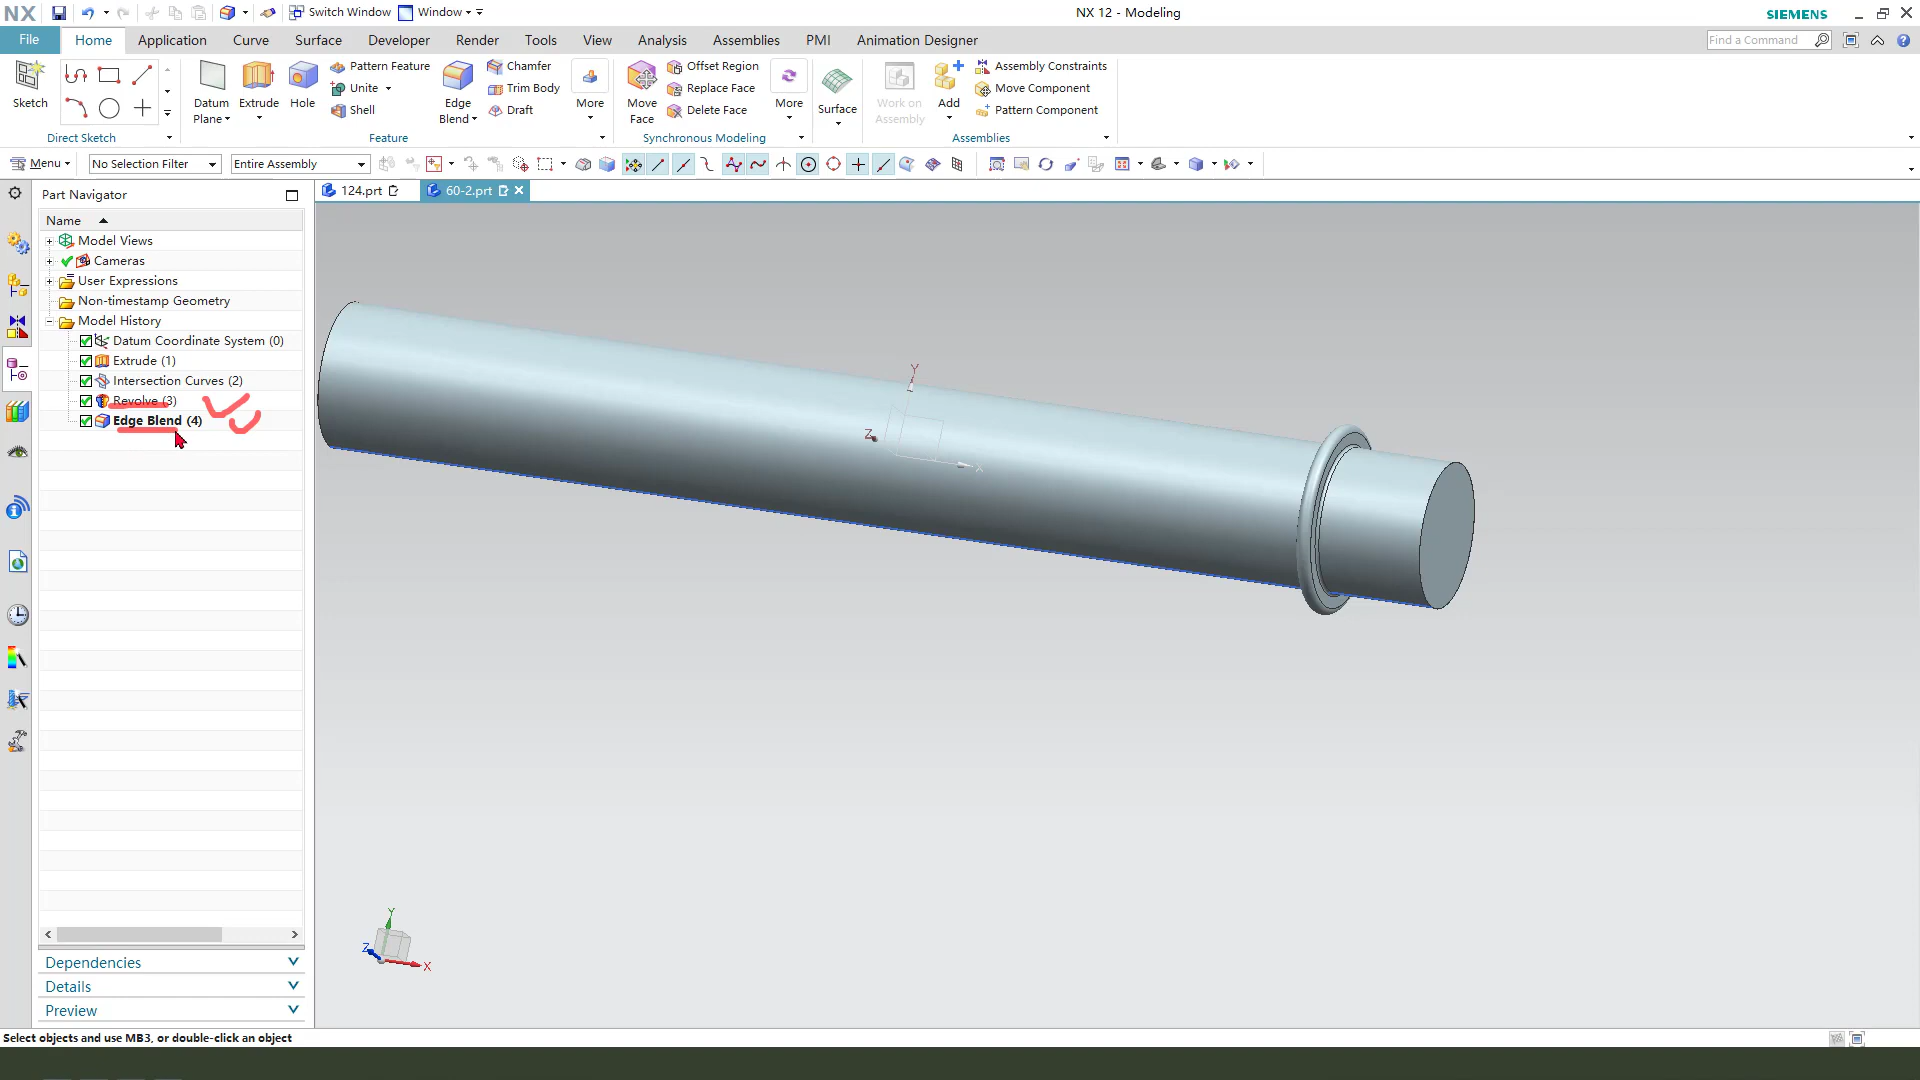 NX
Switch Window
Window
NX 12 - Modeling
SIEMENS
File
Home
Application
Curve
Surface
Developer
Render
Tools
View
Analysis
Assemblies
PMI
Animation Designer
Find a Command
Sketch
Datum
Plane
Extrude
Hole
Pattern Feature
Unite
Shell
Edge
Blend
Chamfer
Trim Body
Draft
More
Move
Face
Offset Region
Replace Face
Delete Face
More
Surface
Work on
Assembly
Add
Assembly Constraints
Move Component
Pattern Component
Direct Sketch
Feature
Synchronous Modeling
Assemblies
Menu
No Selection Filter
Entire Assembly
Part Navigator
124.prt
60-2.prt
Name
Model Views
Cameras
User Expressions
Non-timestamp Geometry
Model History
Datum Coordinate System (0)
Extrude (1)
Intersection Curves (2)
Revolve (3)
Edge Blend (4)
Y
Z
X
Y
Z
X
Dependencies
Details
Preview
Select objects and use MB3, or double-click an object